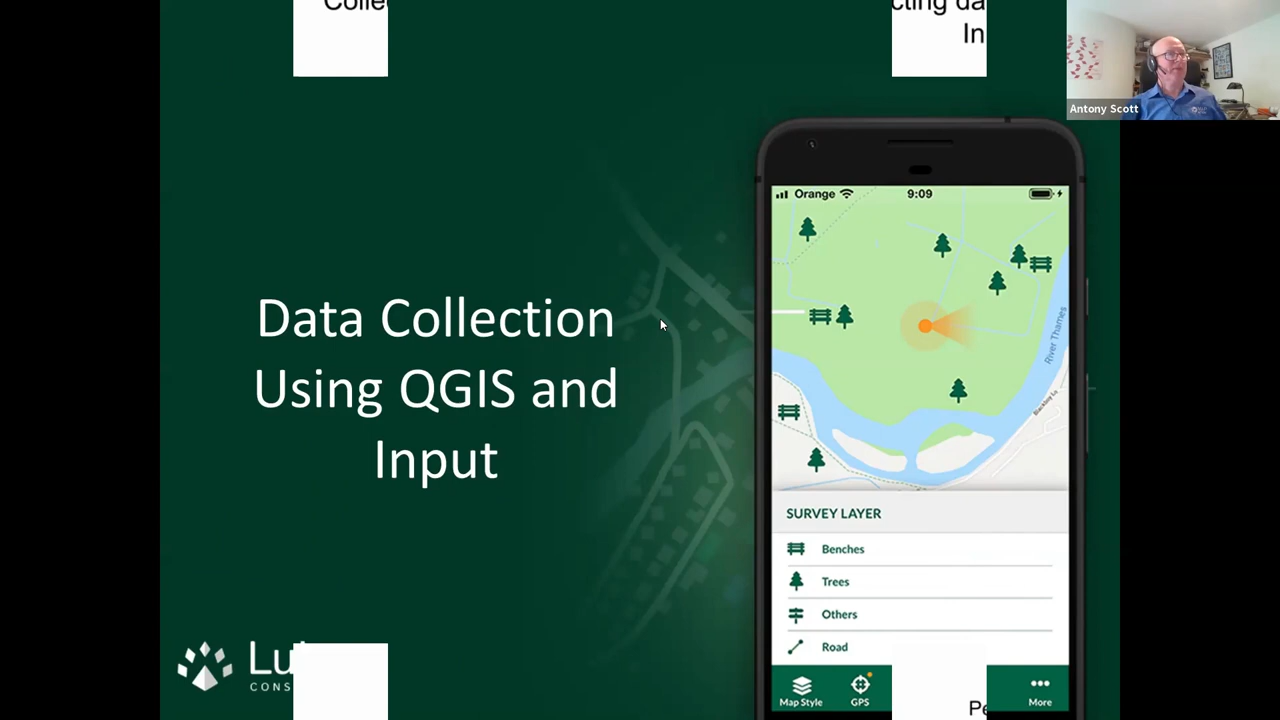 In
Antony Scott
Data Collection
Using QGIS and
Input
Orange
9:09
River Thames
SURVEY LAYER
Benches
Trees
Others
Road
Map Style
GPS
More